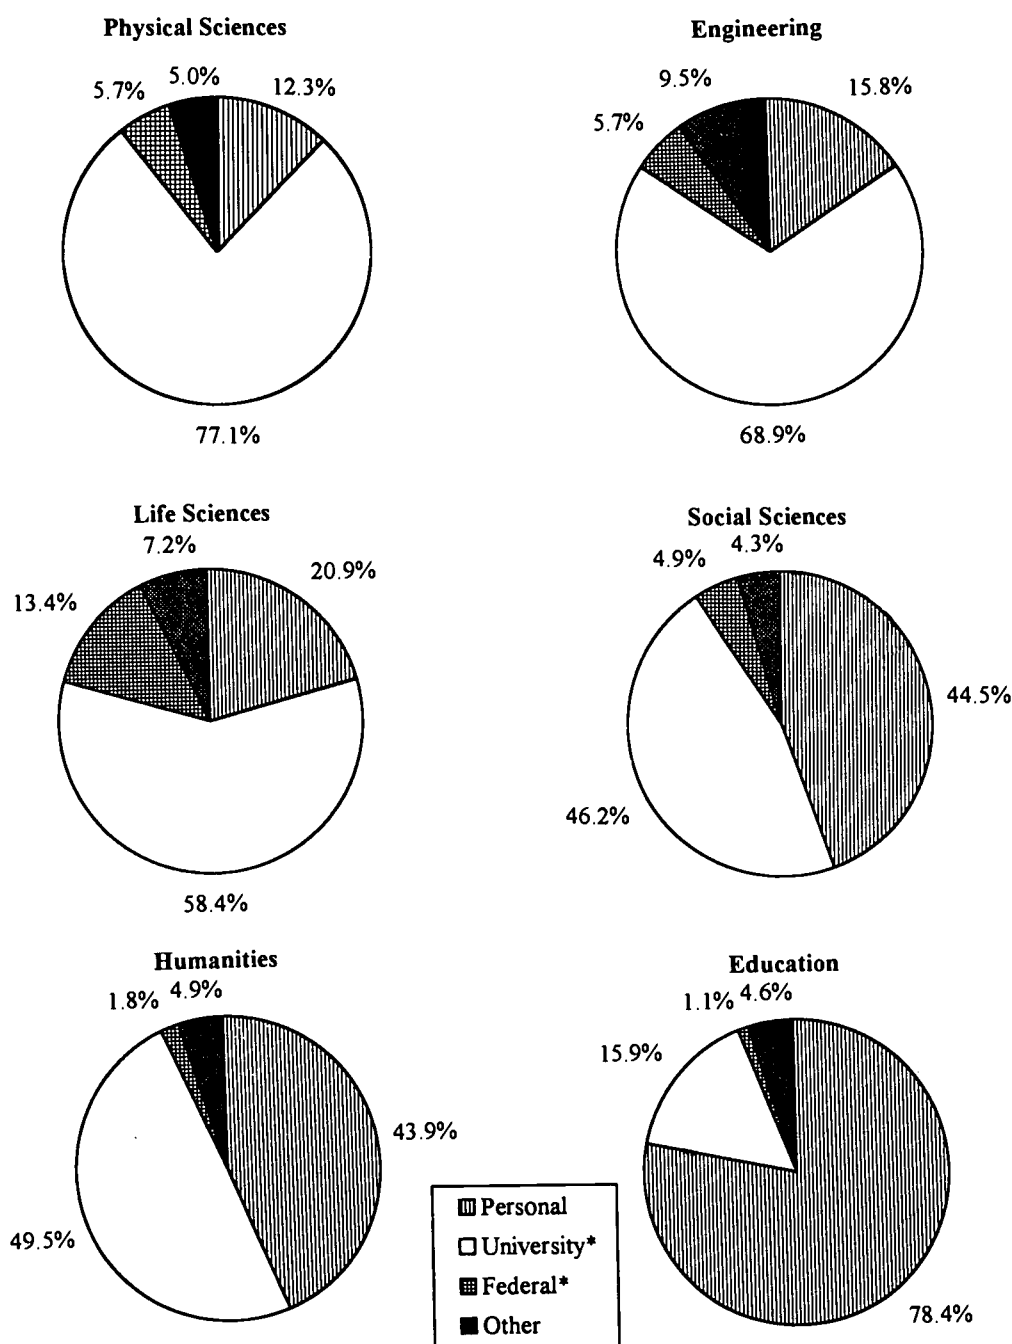 Physical Sciences
5.7%
5.0%
12.3%
77.1%
Engineering
5.7%
9.5%
15.8%
68.9%
Life Sciences
7.2%
13.4%
20.9%
58.4%
Social Sciences
4.9%
4.3%
44.5%
46.2%
Humanities
1.8%
4.9%
43.9%
49.5%
Education
1.1%
4.6%
15.9%
78.4%
Personal
University*
Federal*
Other